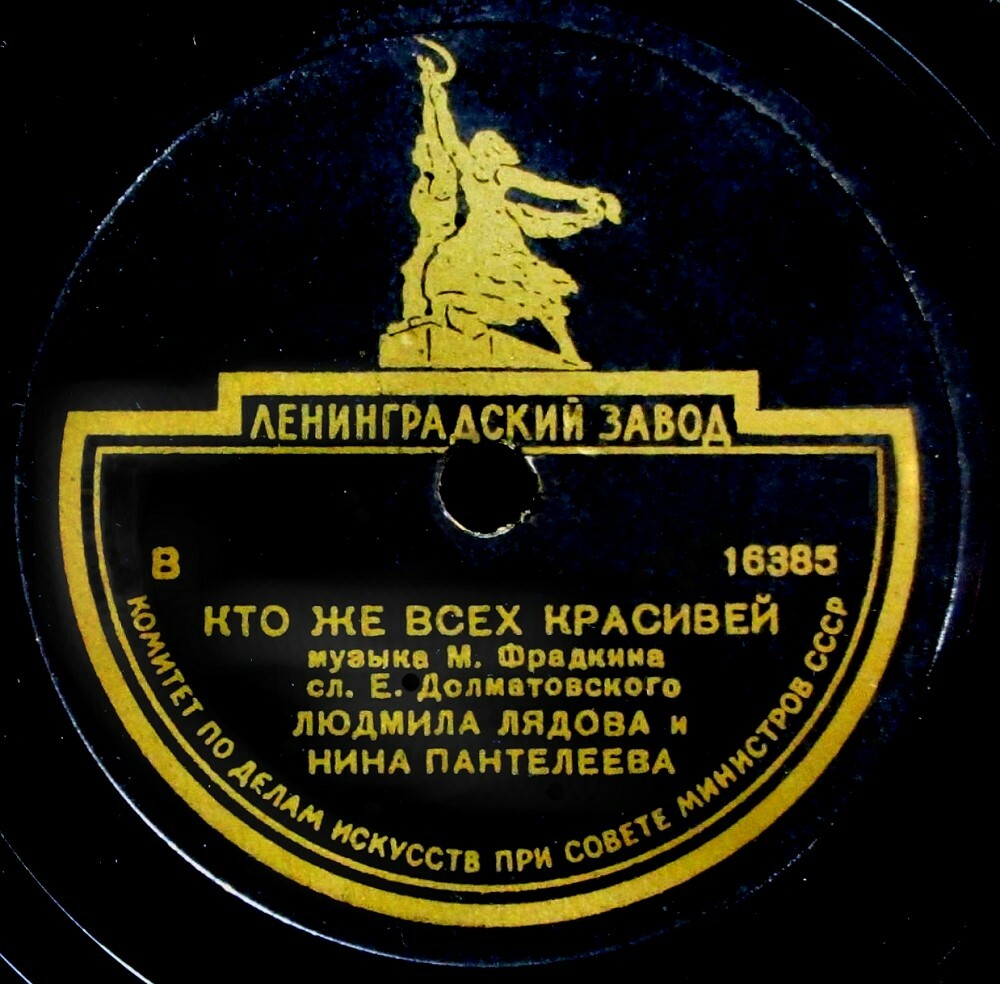 ЛЕНИНГРАДСКИЙ ЗАВОД
В 16385
КТО ЖЕ ВСЕХ КРАСИВЕЙ
музыка М. Фрадкина
сл. Е. Долматовского
ЛЮДМИЛА ЛЯДОВА и
НИНА ПАНТЕЛЕЕВА
КОМИТЕТ ПО ДЕЛАМ ИСКУССТВ ПРИ СОВЕТЕ МИНИСТРОВ СССР